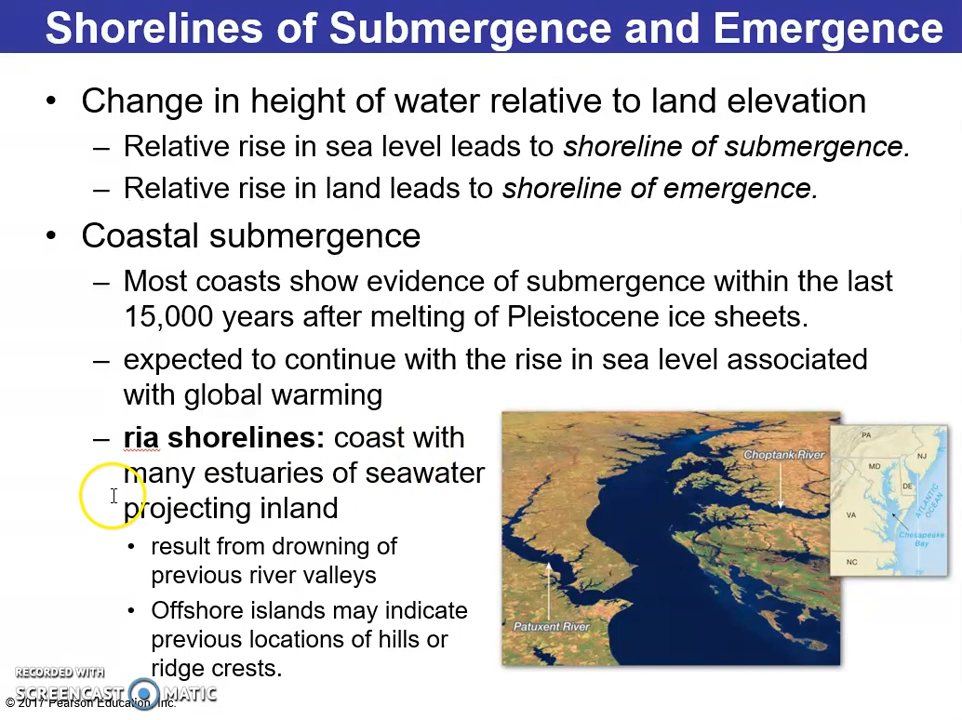 Shorelines of Submergence and Emergence
• Change in height of water relative to land elevation
– Relative rise in sea level leads to shoreline of submergence.
– Relative rise in land leads to shoreline of emergence.
• Coastal submergence
– Most coasts show evidence of submergence within the last
15,000 years after melting of Pleistocene ice sheets.
– expected to continue with the rise in sea level associated
with global warming
– ria shorelines: coast with
many estuaries of seawater
projecting inland
• result from drowning of
previous river valleys
• Offshore islands may indicate
previous locations of hills or
ridge crests.
Choptank River
Patuxent River
PA
NJ
MD
DE
VA
ATLANTIC
OCEAN
Chesapeake
Bay
NC
RECORDED WITH
SCREENCAST MATIC
© 2017 Pearson Education, Inc.